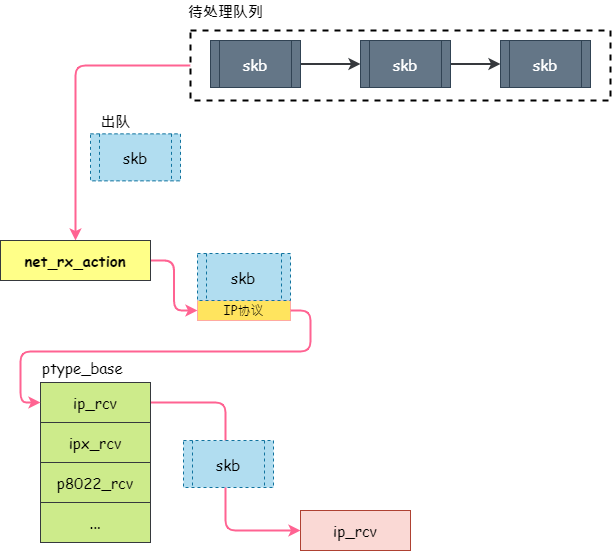 待处理队列
skb
skb
skb
出队
skb
net_rx_action
skb
IP协议
ptype_base
ip_rcv
ipx_rcv
p8022_rcv
...
skb
ip_rcv